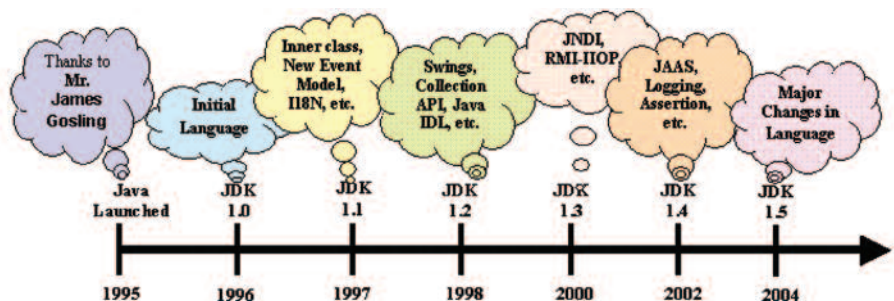 Thanks to
Mr.
James
Gosling
Initial
Language
Inner class,
New Event
Model,
I18N, etc.
Swings,
Collection
API, Java
IDL, etc.
JNDI,
RMI-IIOP,
etc.
JAAS,
Logging,
Assertion,
etc.
Major
Changes in
Language
Java
Launched
JDK
1.0
JDK
1.1
JDK
1.2
JDK
1.3
JDK
1.4
JDK
1.5
1995
1996
1997
1998
2000
2002
2004